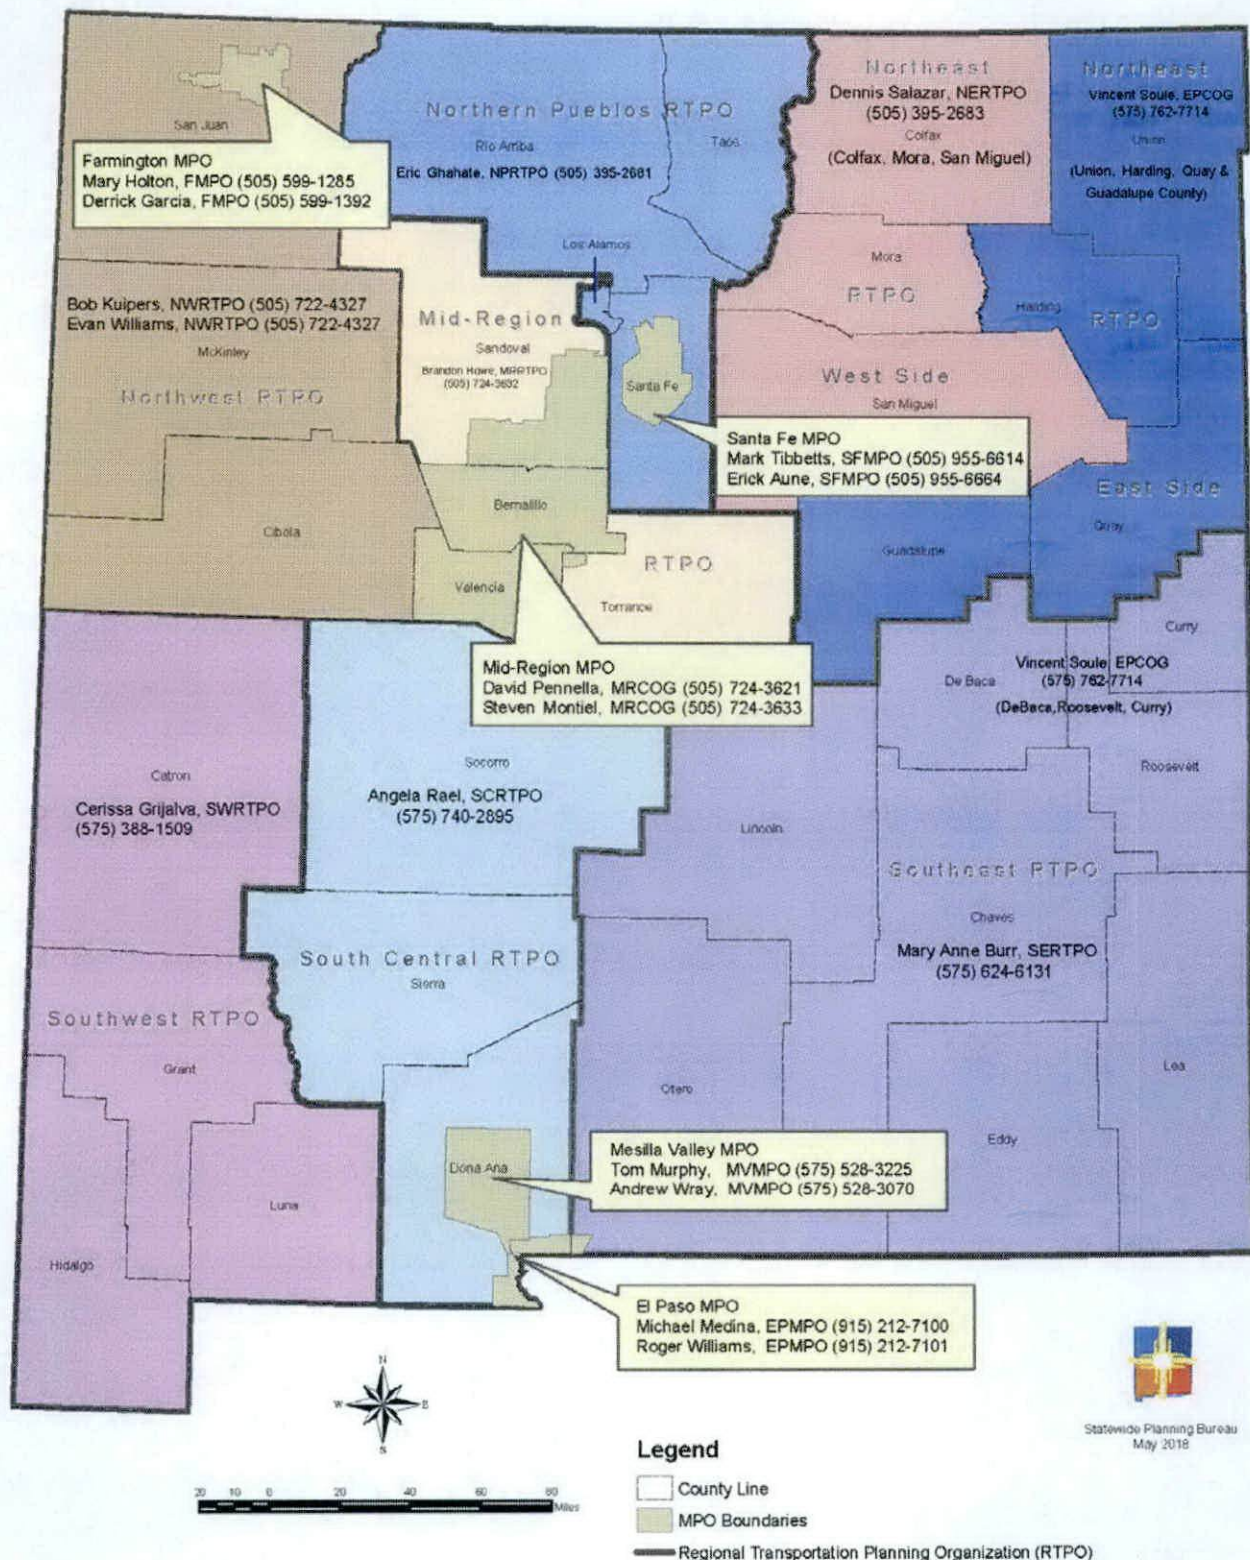 Northern Pueblos RTPO
Rio Arriba
Taos
Eric Ghahate, NPRTPO (505) 395-2681
Los Alamos
Northeast
Dennis Salazar, NERTPO
(505) 395-2683
Colfax
(Colfax, Mora, San Miguel)
Northeast
Vincent Soule, EPCOG
(575) 762-7714
Union
(Union, Harding, Quay &
Guadalupe County)
San Juan
Farmington MPO
Mary Holton, FMPO (505) 599-1285
Derrick Garcia, FMPO (505) 599-1392
Mora
RTPO
Harding
RTPO
Bob Kuipers, NWRTPO (505) 722-4327
Evan Williams, NWRTPO (505) 722-4327
McKinley
Northwest RTPO
Mid-Region
Sandoval
Brandon Howe, MRRTPO
(505) 724-3632
Santa Fe
West Side
San Miguel
Santa Fe MPO
Mark Tibbetts, SFMPO (505) 955-6614
Erick Aune, SFMPO (505) 955-6664
East Side
Quay
Guadalupe
Cibola
Bernalillo
Valencia
RTPO
Torrance
Mid-Region MPO
David Pennella, MRCOG (505) 724-3621
Steven Montiel, MRCOG (505) 724-3633
Curry
Vincent Soule, EPCOG
De Baca
(575) 762-7714
(DeBaca,Roosevelt, Curry)
Roosevelt
Catron
Cerissa Grijalva, SWRTPO
(575) 388-1509
Socorro
Angela Rael, SCRTPO
(575) 740-2895
Lincoln
Southeast RTPO
Chaves
Mary Anne Burr, SERTPO
(575) 624-6131
South Central RTPO
Sierra
Southwest RTPO
Grant
Otero
Lea
Eddy
Dona Ana
Mesilla Valley MPO
Tom Murphy, MVMPO (575) 528-3225
Andrew Wray, MVMPO (575) 528-3070
Luna
Hidalgo
El Paso MPO
Michael Medina, EPMPO (915) 212-7100
Roger Williams, EPMPO (915) 212-7101
N
W E
S
20 10 0 20 40 60 80
Miles
Statewide Planning Bureau
May 2018
Legend
County Line
MPO Boundaries
Regional Transportation Planning Organization (RTPO)